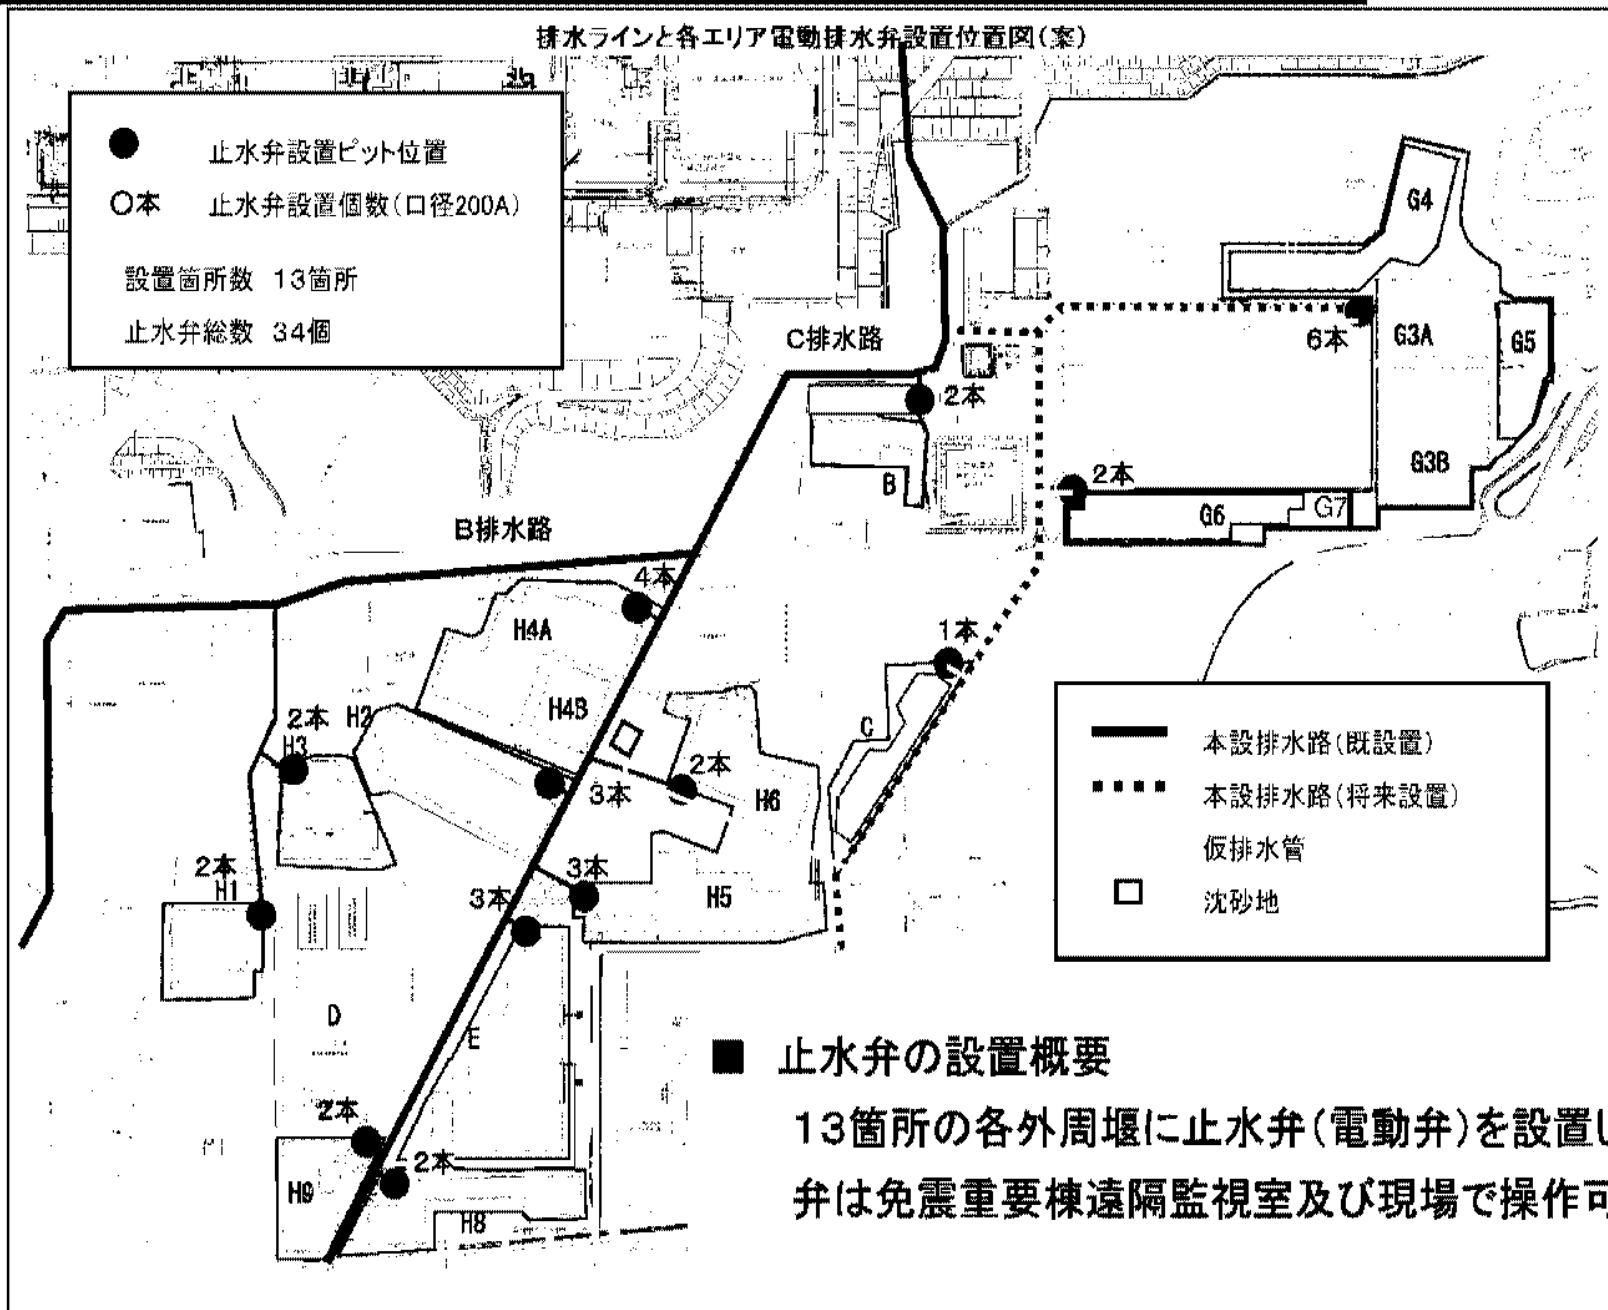 排水ラインと各エリア電動排水弁設置位置図(案)
● 止水弁設置ピット位置
○本 止水弁設置個数(口径200A)
設置箇所数 13箇所
止水弁総数 34個
G4
C排水路
6本
G3A
G5
2本
B
2本
G3B
G6
G7
B排水路
4本
H4A
1本
H4B
C
2本
H2
H3
3本
2本
H6
2本
H1
3本
3本
H5
D
E
2本
2本
H9
H8
本設排水路(既設置)
本設排水路(将来設置)
仮排水管
沈砂地
■ 止水弁の設置概要
13箇所の各外周堰に止水弁(電動弁)を設置し
弁は免震重要棟遠隔監視室及び現場で操作可